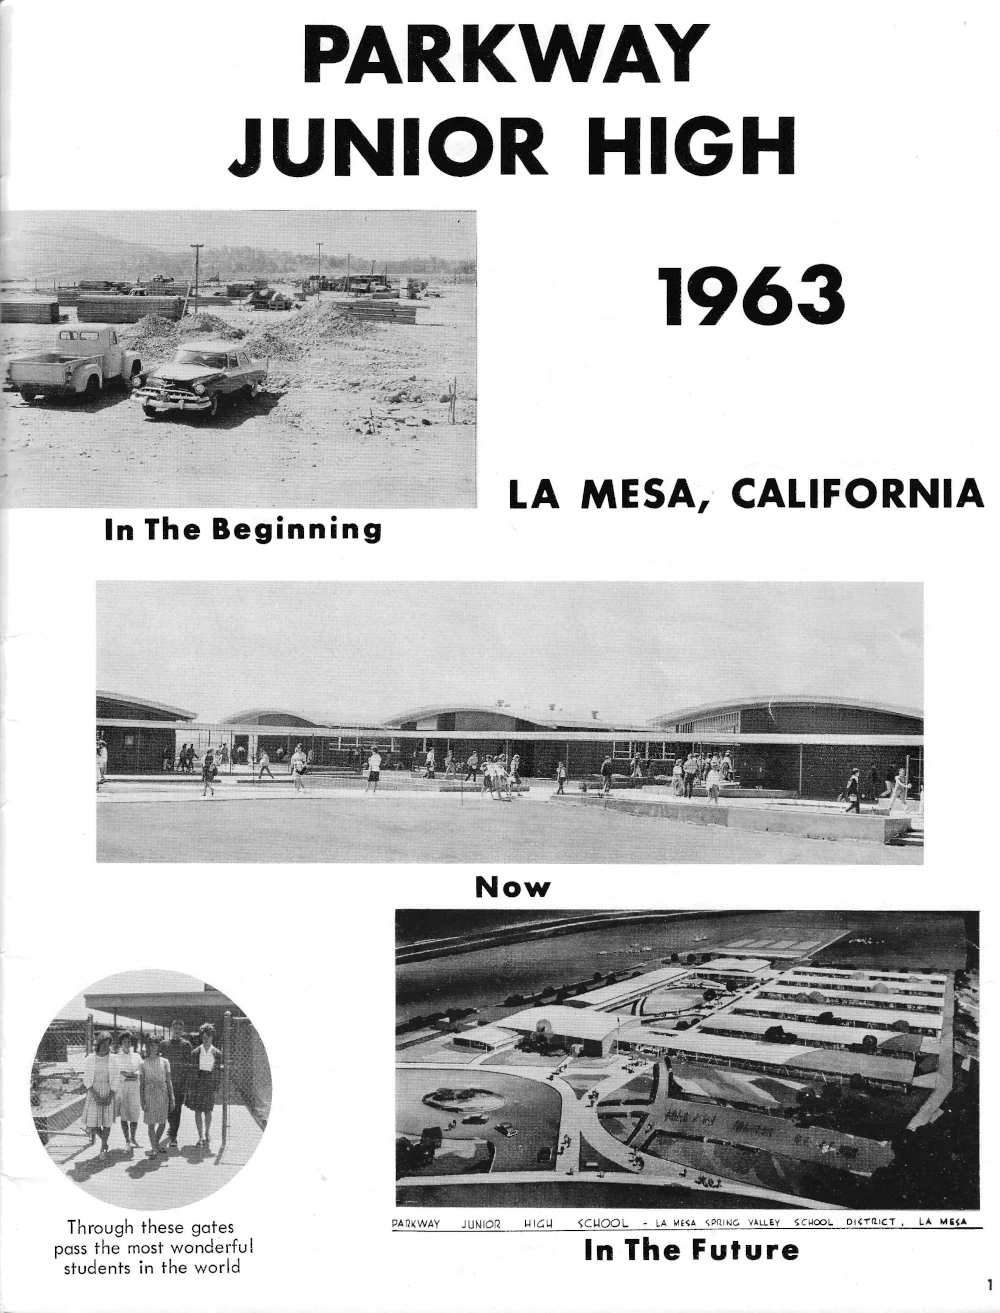 PARKWAY
JUNIOR HIGH
1963
LA MESA, CALIFORNIA
In The Beginning
Now
Through these gates
pass the most wonderful
students in the world
PARKWAY JUNIOR HIGH SCHOOL - LA MESA SPRING VALLEY SCHOOL DISTRICT, LA MESA
In The Future
1